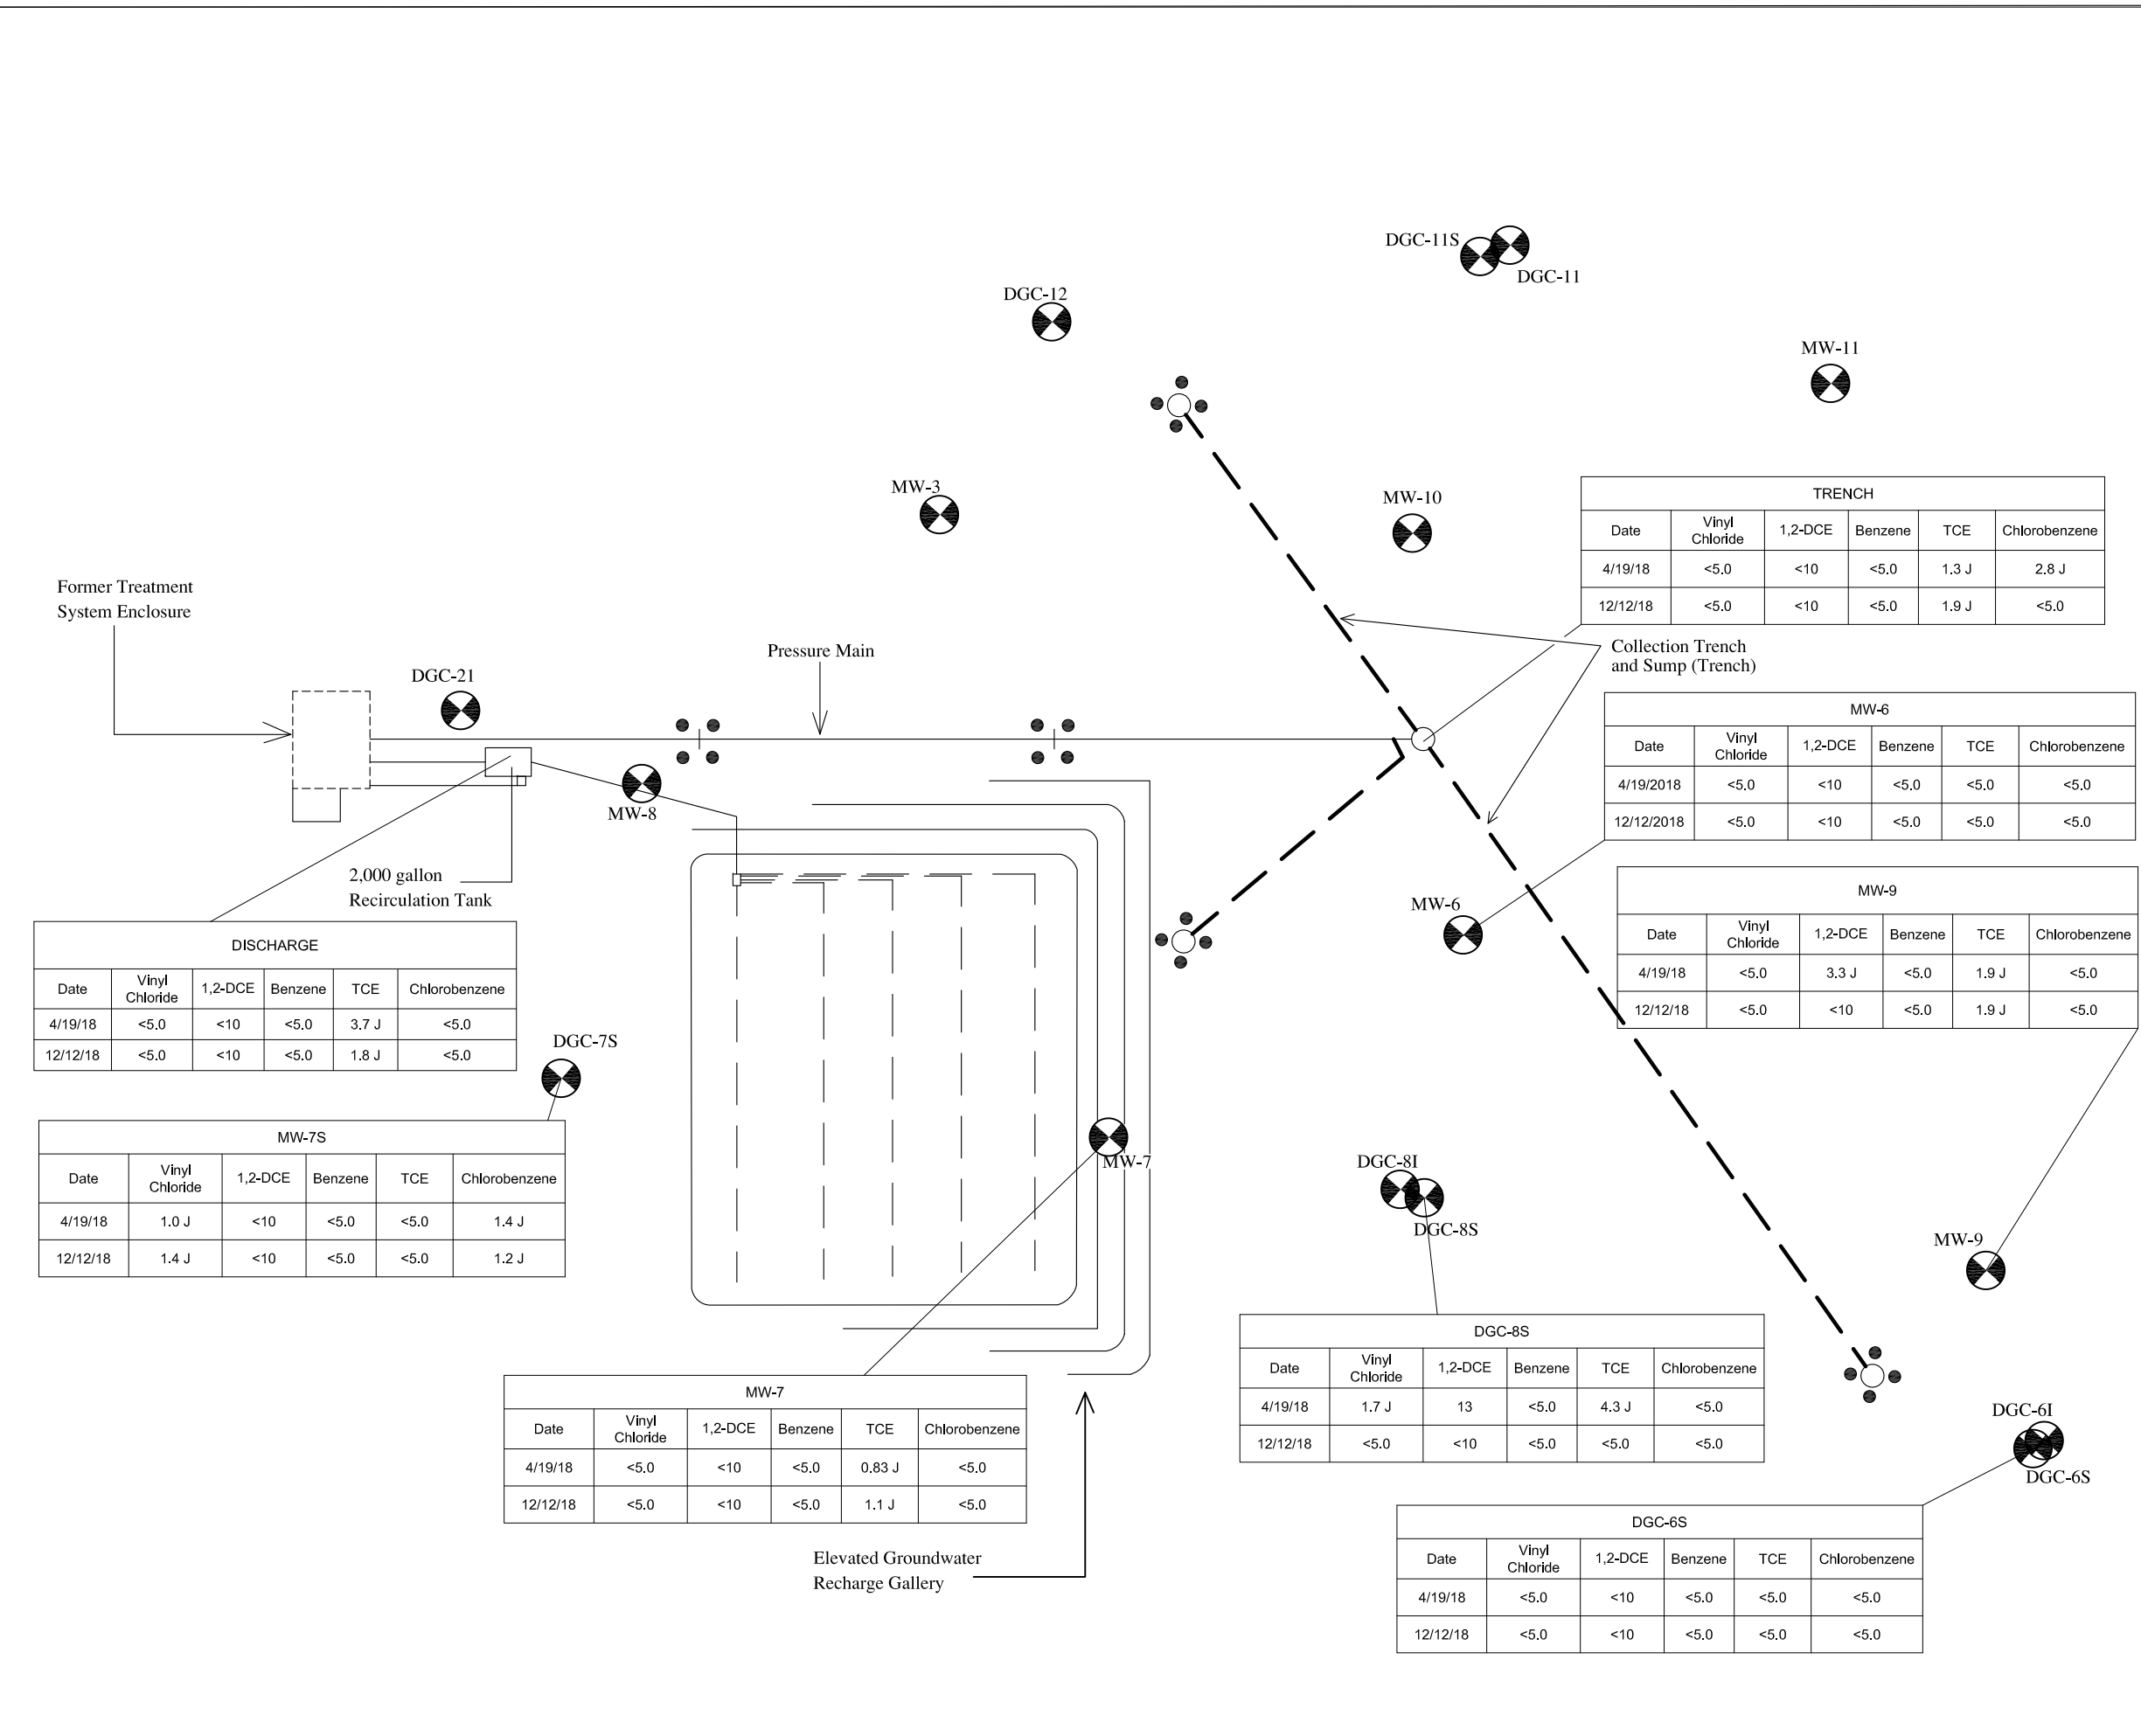 DGC-11S
DGC-11
DGC-12
MW-11
MW-3
MW-10
TRENCH
Date Vinyl Chloride 1,2-DCE Benzene TCE Chlorobenzene
4/19/18 <5.0 <10 <5.0 1.3 J 2.8 J
12/12/18 <5.0 <10 <5.0 1.9 J <5.0
Former Treatment
System Enclosure
Collection Trench
and Sump (Trench)
Pressure Main
DGC-21
MW-6
Date Vinyl Chloride 1,2-DCE Benzene TCE Chlorobenzene
4/19/2018 <5.0 <10 <5.0 <5.0 <5.0
12/12/2018 <5.0 <10 <5.0 <5.0 <5.0
MW-8
2,000 gallon
Recirculation Tank
MW-6
MW-9
Date Vinyl Chloride 1,2-DCE Benzene TCE Chlorobenzene
4/19/18 <5.0 3.3 J <5.0 1.9 J <5.0
12/12/18 <5.0 <10 <5.0 1.9 J <5.0
DISCHARGE
Date Vinyl Chloride 1,2-DCE Benzene TCE Chlorobenzene
4/19/18 <5.0 <10 <5.0 3.7 J <5.0
12/12/18 <5.0 <10 <5.0 1.8 J <5.0
DGC-7S
MW-7S
Date Vinyl Chloride 1,2-DCE Benzene TCE Chlorobenzene
4/19/18 1.0 J <10 <5.0 <5.0 1.4 J
12/12/18 1.4 J <10 <5.0 <5.0 1.2 J
MW-7
DGC-8I
DGC-8S
MW-9
DGC-8S
Date Vinyl Chloride 1,2-DCE Benzene TCE Chlorobenzene
4/19/18 1.7 J 13 <5.0 4.3 J <5.0
12/12/18 <5.0 <10 <5.0 <5.0 <5.0
MW-7
Date Vinyl Chloride 1,2-DCE Benzene TCE Chlorobenzene
4/19/18 <5.0 <10 <5.0 0.83 J <5.0
12/12/18 <5.0 <10 <5.0 1.1 J <5.0
DGC-6I
DGC-6S
DGC-6S
Date Vinyl Chloride 1,2-DCE Benzene TCE Chlorobenzene
4/19/18 <5.0 <10 <5.0 <5.0 <5.0
12/12/18 <5.0 <10 <5.0 <5.0 <5.0
Elevated Groundwater
Recharge Gallery